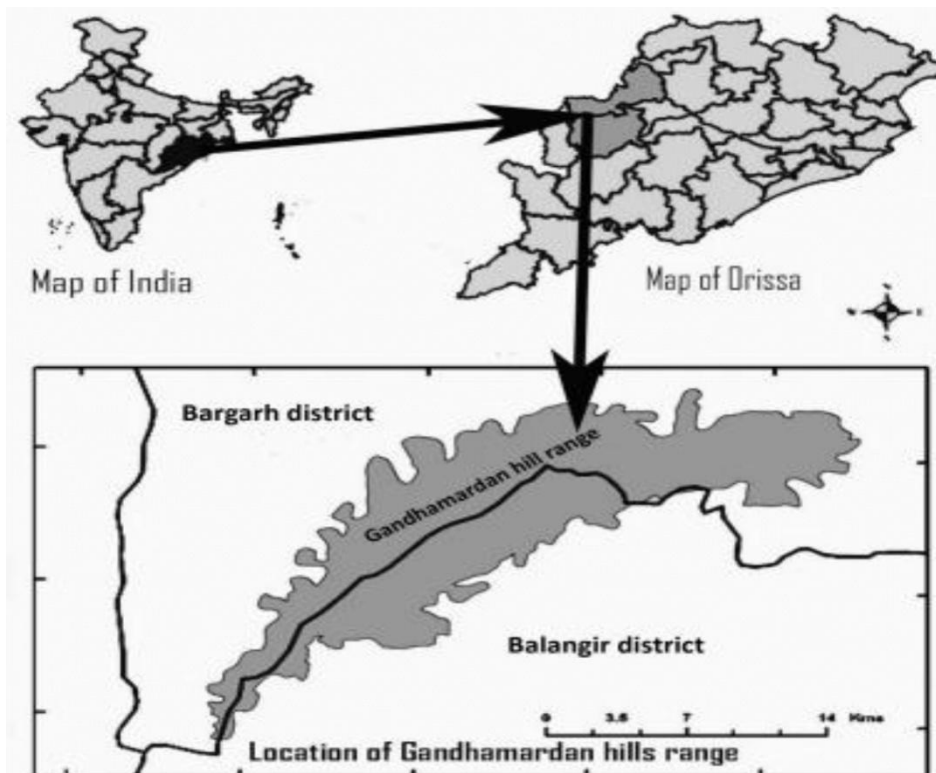 Map of India
Map of Orissa
N
W E
S
Bargarh district
Gandhamardan hill range
Balangir district
0 3.5 7 14 Kms
Location of Gandhamardan hills range